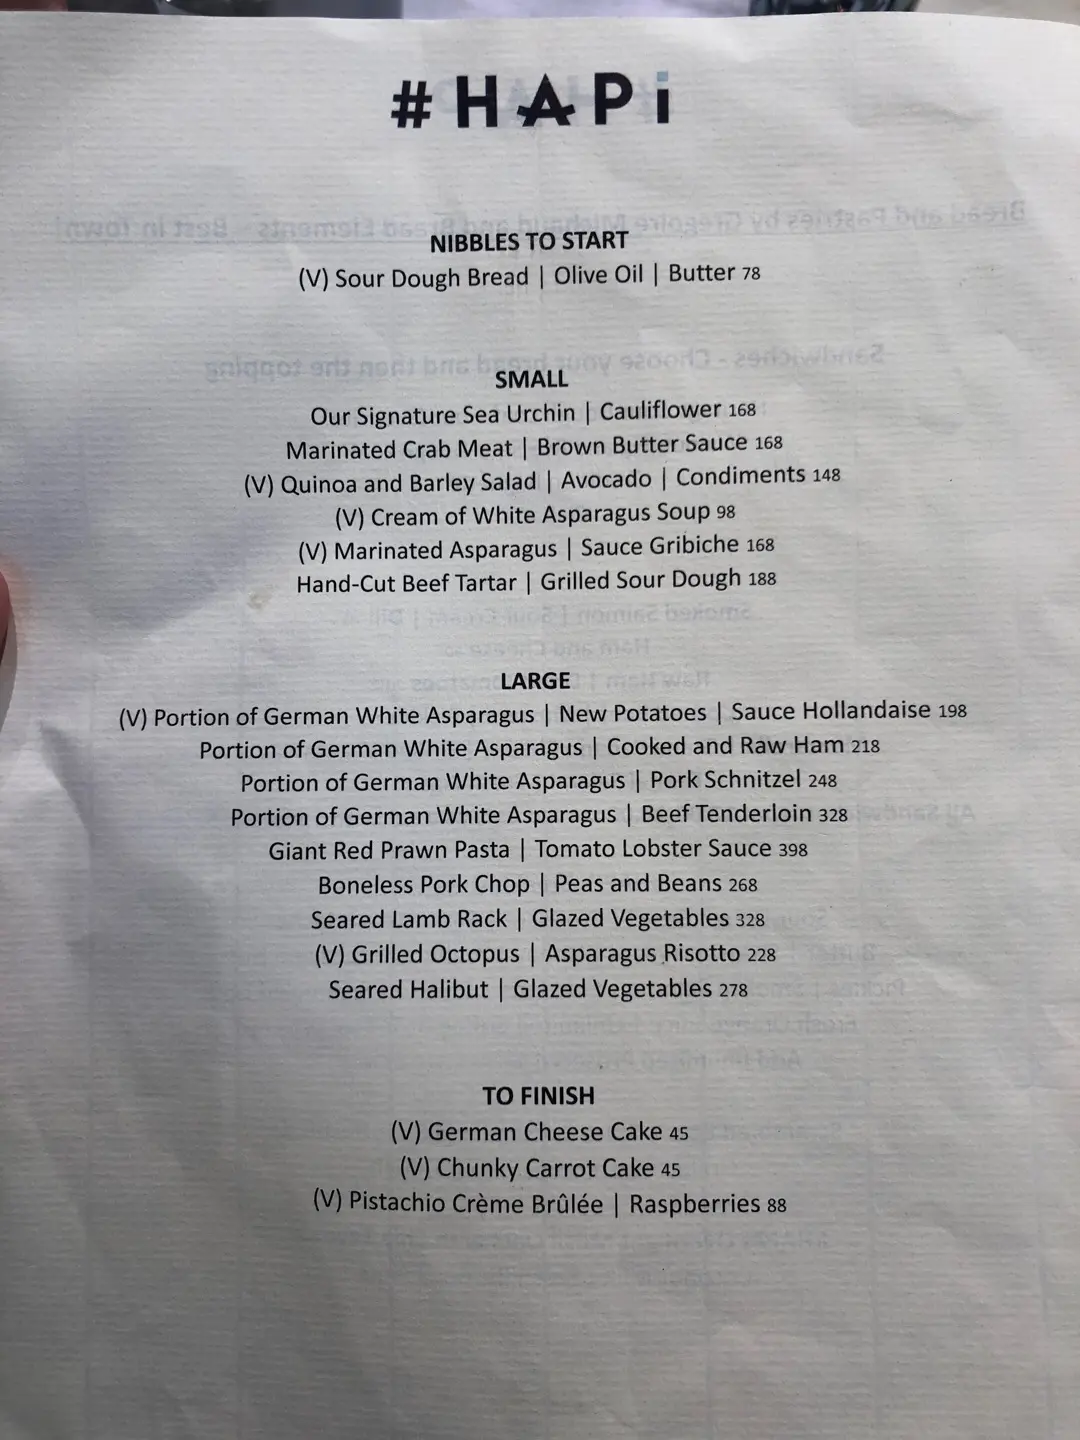 #HAPi
NIBBLES TO START
(V) Sour Dough Bread | Olive Oil | Butter 78
SMALL
Our Signature Sea Urchin | Cauliflower 168
Marinated Crab Meat | Brown Butter Sauce 168
(V) Quinoa and Barley Salad | Avocado | Condiments 148
(V) Cream of White Asparagus Soup 98
(V) Marinated Asparagus | Sauce Gribiche 168
Hand-Cut Beef Tartar | Grilled Sour Dough 188
LARGE
(V) Portion of German White Asparagus | New Potatoes | Sauce Hollandaise 198
Portion of German White Asparagus | Cooked and Raw Ham 218
Portion of German White Asparagus | Pork Schnitzel 248
Portion of German White Asparagus | Beef Tenderloin 328
Giant Red Prawn Pasta | Tomato Lobster Sauce 398
Boneless Pork Chop | Peas and Beans 268
Seared Lamb Rack | Glazed Vegetables 328
(V) Grilled Octopus | Asparagus Risotto 228
Seared Halibut | Glazed Vegetables 278
TO FINISH
(V) German Cheese Cake 45
(V) Chunky Carrot Cake 45
(V) Pistachio Crème Brûlée | Raspberries 88